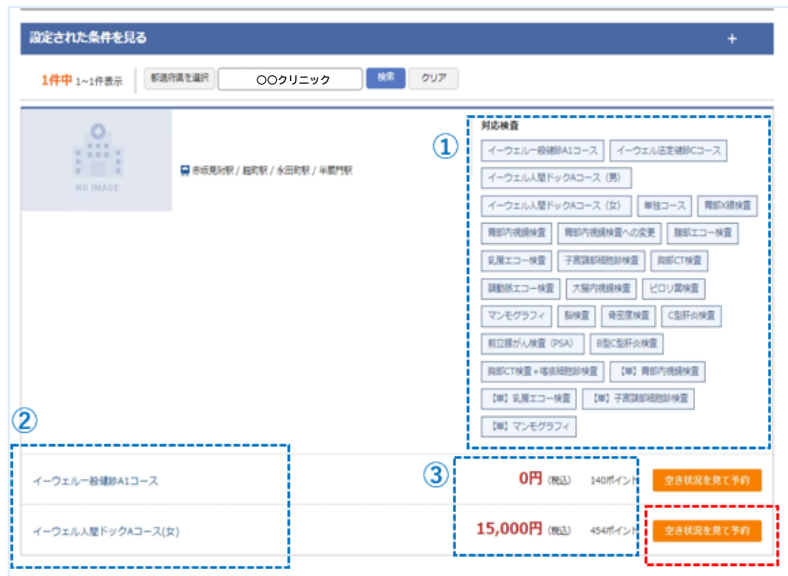 設定された条件を見る +
1件中 1~1件表示 都道府県を選択 〇〇クリニック 検索 クリア
NO IMAGE
赤坂見附駅 / 麹町駅 / 永田町駅 / 半蔵門駅
①
対応検査
イーウェル一般健診A1コース イーウェル法定健診Cコース
イーウェル人間ドックAコース（男）
イーウェル人間ドックAコース（女） 単独コース 胃部X線検査
胃部内視鏡検査 胃部内視鏡検査への変更 腹部エコー検査
乳房エコー検査 子宮頚部細胞診検査 胸部CT検査
頚動脈エコー検査 大腸内視鏡検査 ピロリ菌検査
マンモグラフィ 脳検査 骨密度検査 C型肝炎検査
前立腺がん検査（PSA） B型C型肝炎検査
胸部CT検査+喀痰細胞診検査 【単】胃部内視鏡検査
【単】乳房エコー検査 【単】子宮頚部細胞診検査
【単】マンモグラフィ
②
③
イーウェル一般健診A1コース 0円 (税込) 140ポイント 空き状況を見て予約
イーウェル人間ドックAコース(女) 15,000円 (税込) 454ポイント 空き状況を見て予約